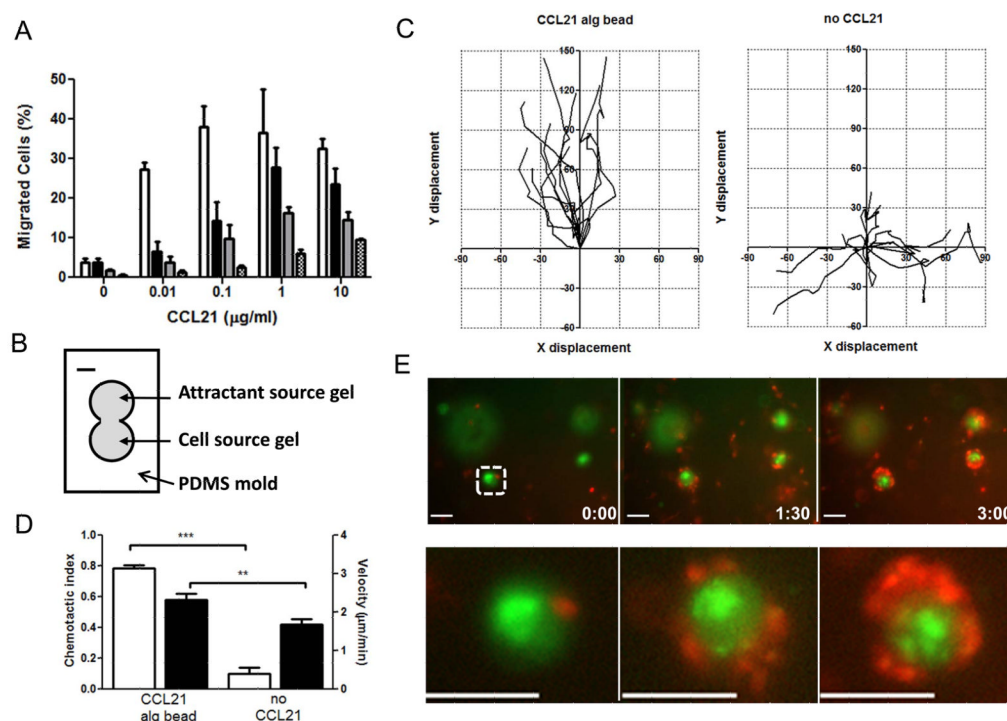 A
Migrated Cells (%)
50
40
30
20
10
0
0 0.01 0.1 1 10
CCL21 (μg/ml)
B
Attractant source gel
Cell source gel
PDMS mold
C
CCL21 alg bead
150
120
90
60
30
-30
-60
-90 -60 -30 0 30 60 90
Y displacement
X displacement
no CCL21
150
120
90
60
30
-30
-60
-90 -60 -30 0 30 60 90
Y displacement
X displacement
D
Chemotactic index
1.0
0.8
0.6
0.4
0.2
0.0
***
**
4
3
2
1
0
Velocity (μm/min)
CCL21
alg bead
no
CCL21
E
0:00
1:30
3:00